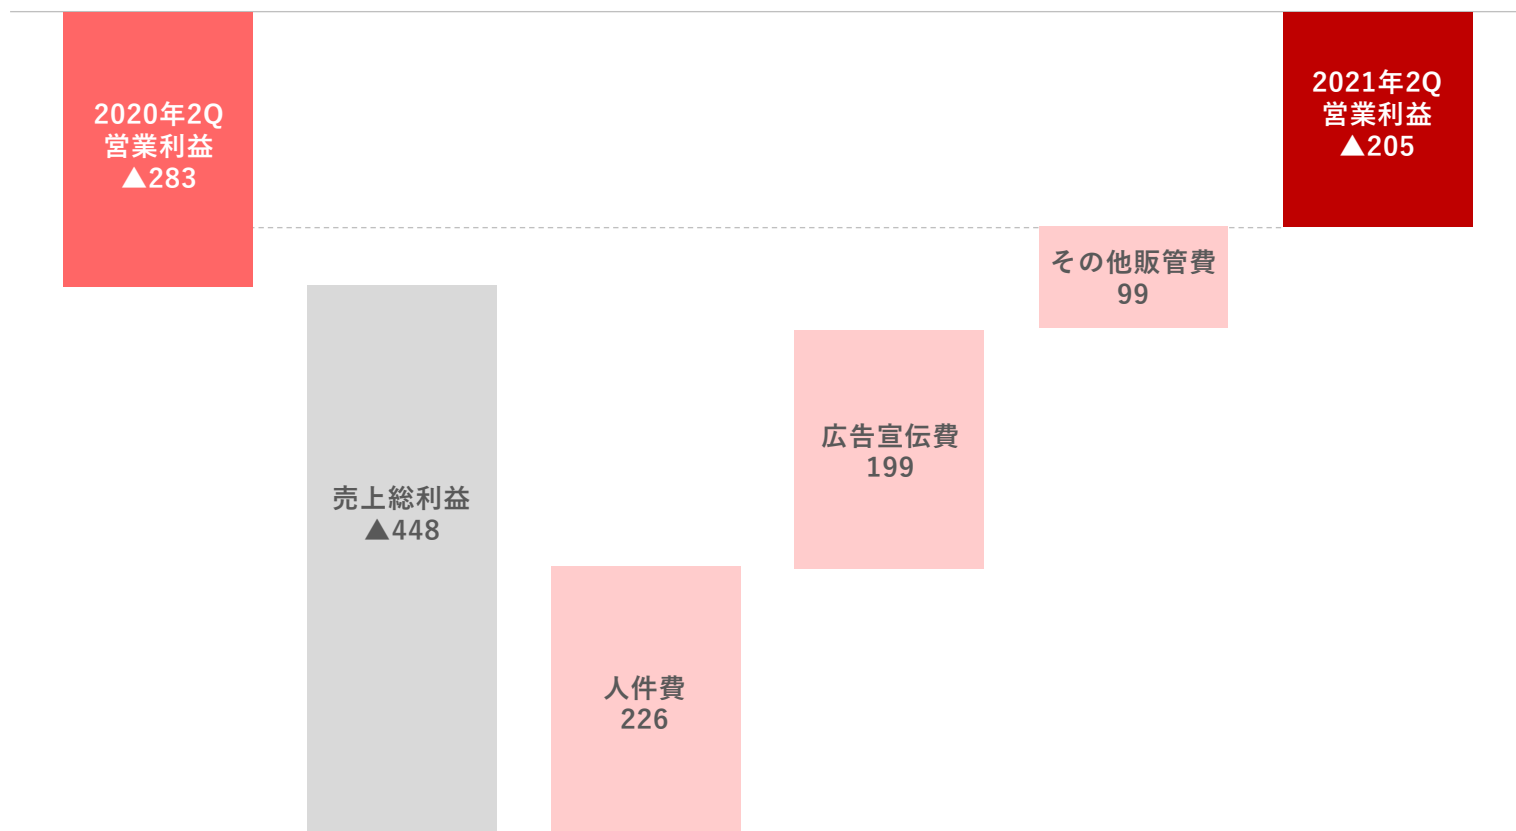 2020年2Q
営業利益
▲283
売上総利益
▲448
人件費
226
広告宣伝費
199
その他販管費
99
2021年2Q
営業利益
▲205